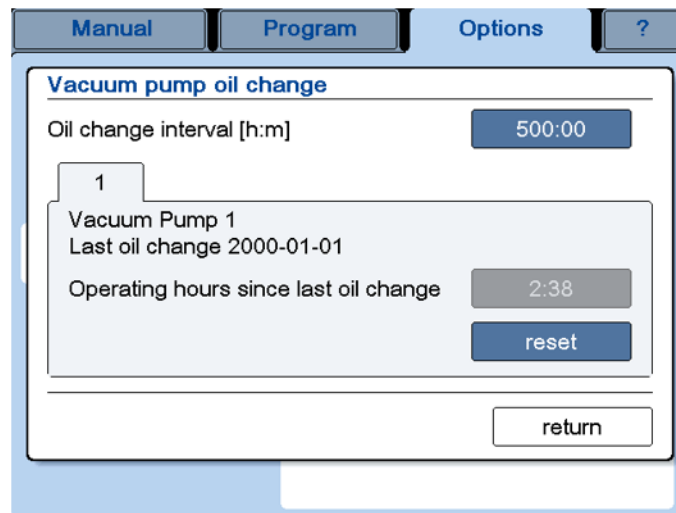 Manual Program Options ?
Vacuum pump oil change
Oil change interval [h:m] 500:00
1
Vacuum Pump 1
Last oil change 2000-01-01
Operating hours since last oil change 2:38
reset
return